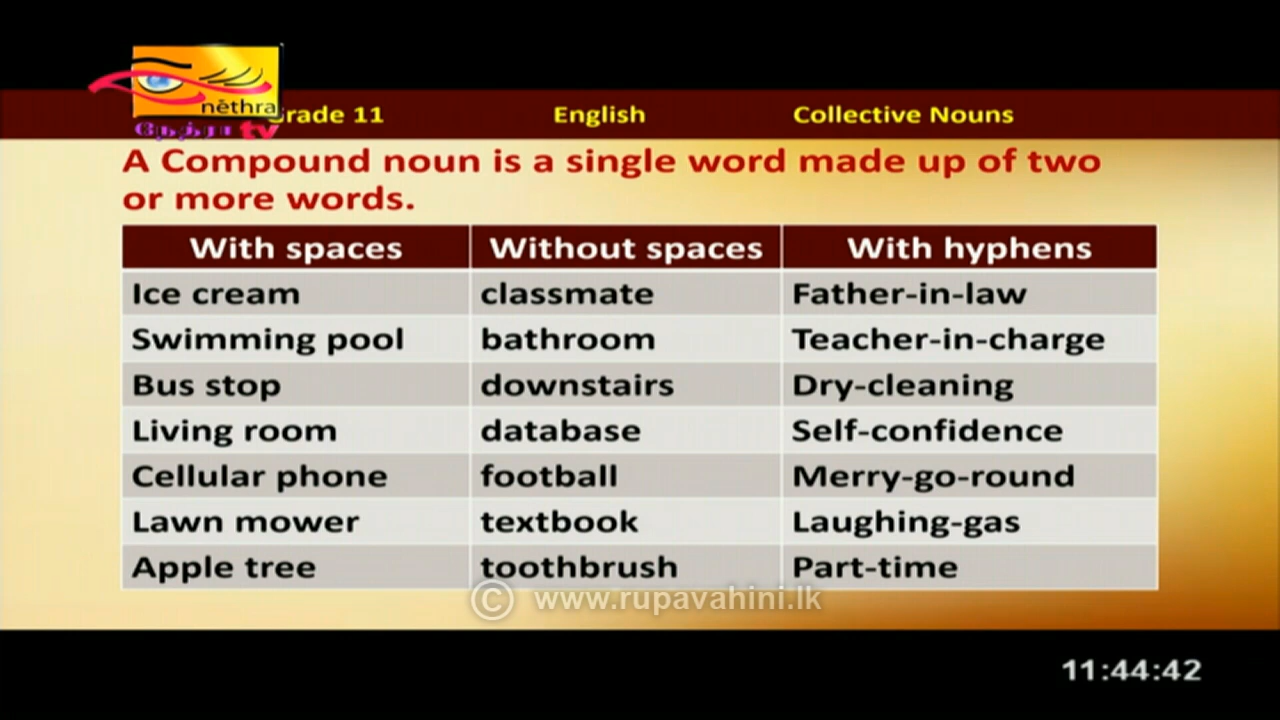 nēthra
நேத்ரா tv
Grade 11 English Collective Nouns
A Compound noun is a single word made up of two
or more words.
With spaces Without spaces With hyphens
Ice cream classmate Father-in-law
Swimming pool bathroom Teacher-in-charge
Bus stop downstairs Dry-cleaning
Living room database Self-confidence
Cellular phone football Merry-go-round
Lawn mower textbook Laughing-gas
Apple tree toothbrush Part-time
© www.rupavahini.lk
11:44:42